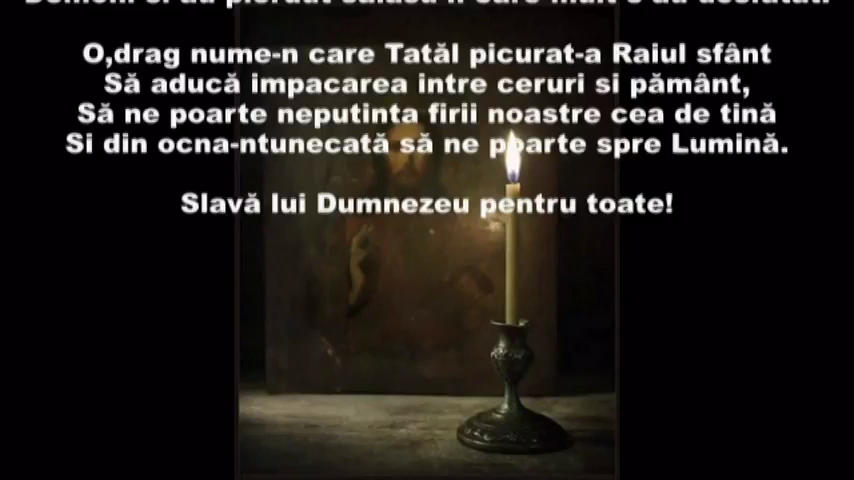 O,drag nume-n care Tatăl picurat-a Raiul sfânt
Să aducă impacarea intre ceruri si pământ,
Să ne poarte neputinta firii noastre cea de tină
Si din ocna-ntunecată să ne poarte spre Lumină.
Slavă lui Dumnezeu pentru toate!